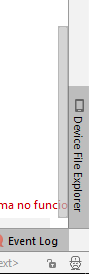 ma no funcio
Device File Explorer
Event Log
ext>